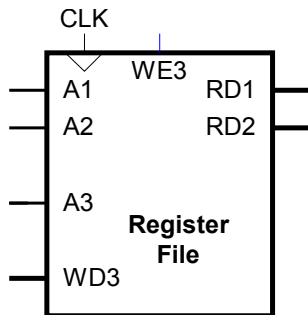 CLK
WE3
A1 RD1
A2 RD2
A3
Register
File
WD3